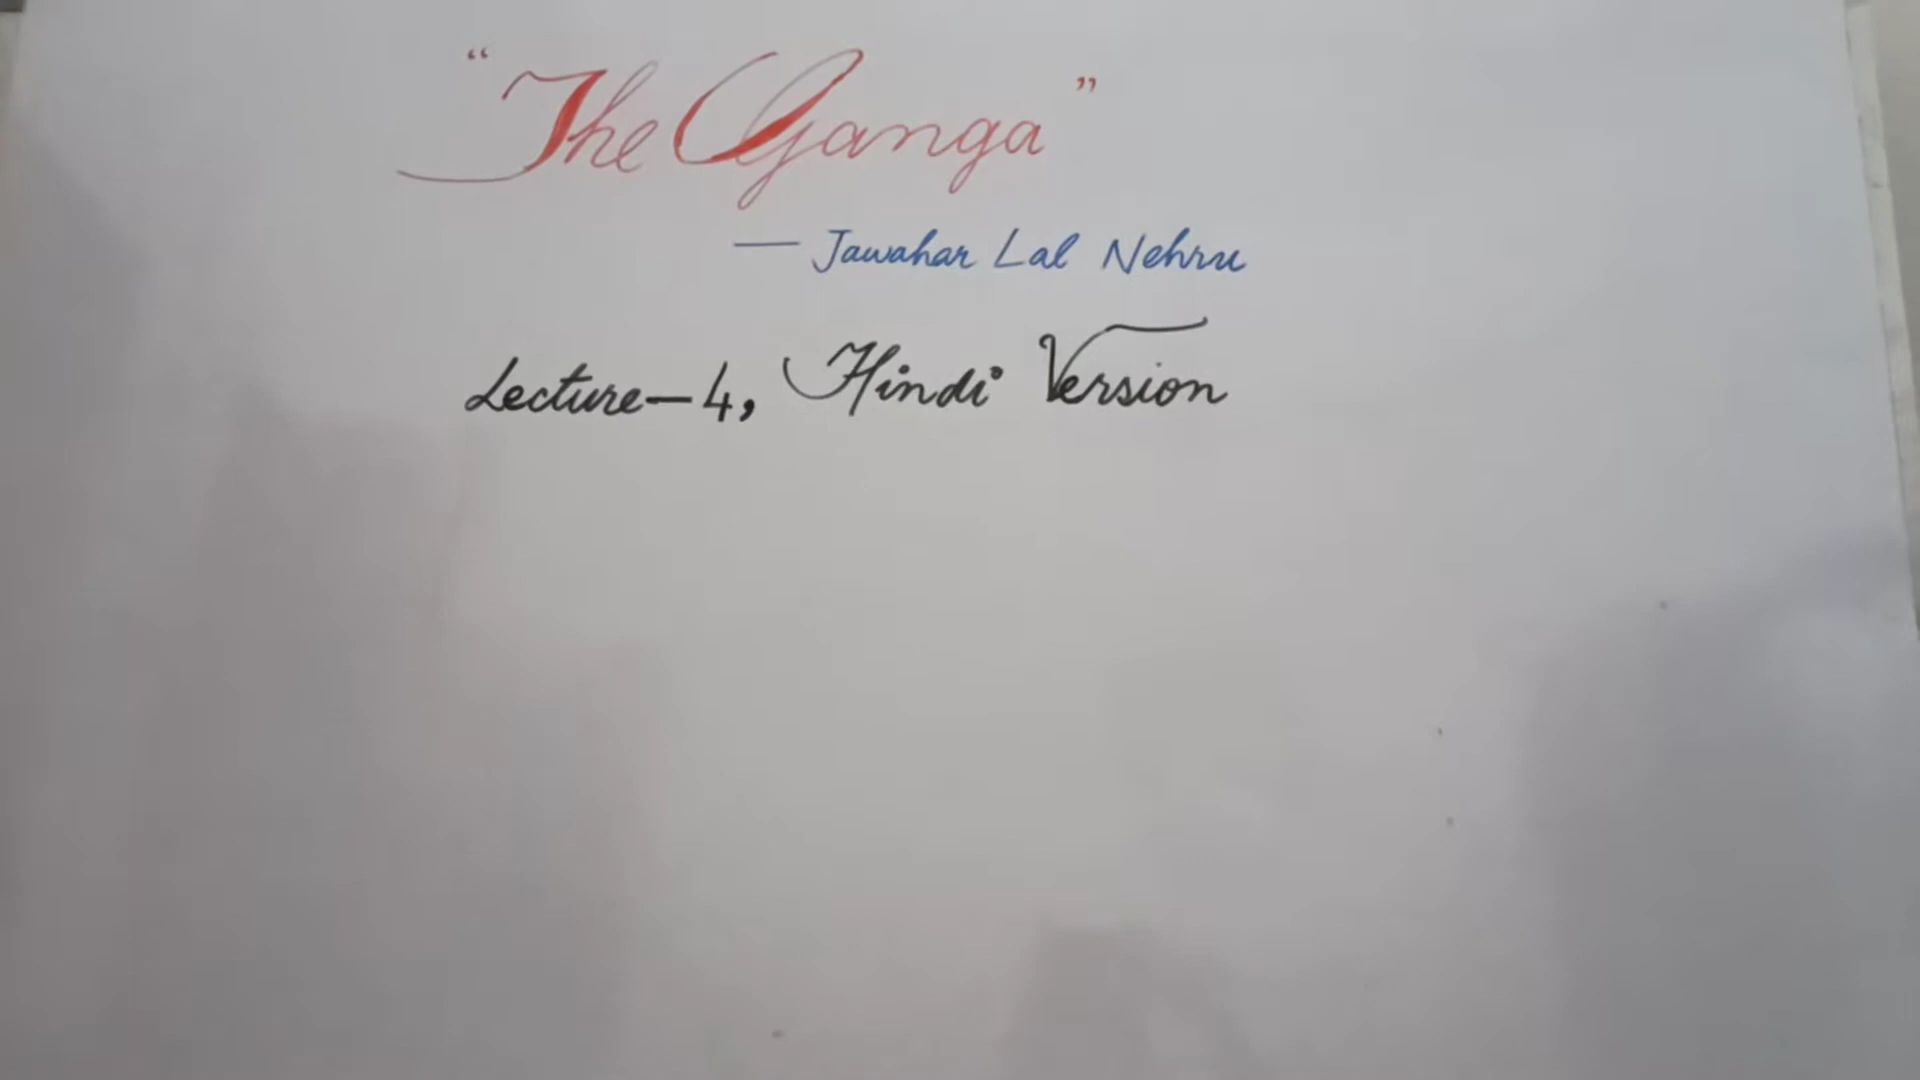 “The Ganga”
— Jawahar Lal Nehru
Lecture-4, Hindi Version